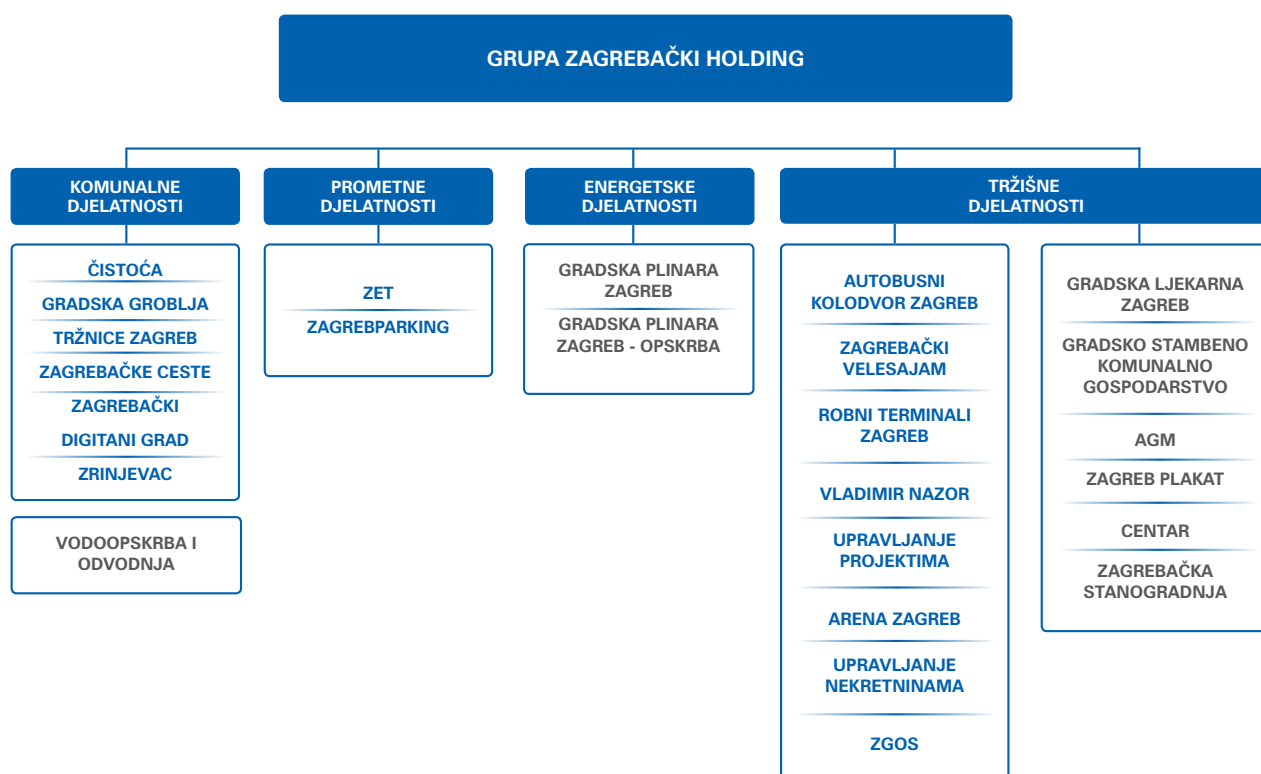 GRUPA ZAGREBAČKI HOLDING
KOMUNALNE
DJELATNOSTI
ČISTOĆA
GRADSKA GROBLJA
TRŽNICE ZAGREB
ZAGREBAČKE CESTE
ZAGREBAČKI
DIGITANI GRAD
ZRINJEVAC
VODOOPSKRBA I
ODVODNJA
PROMETNE
DJELATNOSTI
ZET
ZAGREBPARKING
ENERGETSKE
DJELATNOSTI
GRADSKA PLINARA
ZAGREB
GRADSKA PLINARA
ZAGREB - OPSKRBA
TRŽIŠNE
DJELATNOSTI
AUTOBUSNI
KOLODVOR ZAGREB
ZAGREBAČKI
VELESAJAM
ROBNI TERMINALI
ZAGREB
VLADIMIR NAZOR
UPRAVLJANJE
PROJEKTIMA
ARENA ZAGREB
UPRAVLJANJE
NEKRETNINAMA
ZGOS
GRADSKA LJEKARNA
ZAGREB
GRADSKO STAMBENO
KOMUNALNO
GOSPODARSTVO
AGM
ZAGREB PLAKAT
CENTAR
ZAGREBAČKA
STANOGRADNJA